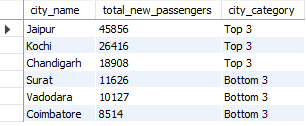 city_name total_new_passengers city_category
Jaipur 45856 Top 3
Kochi 26416 Top 3
Chandigarh 18908 Top 3
Surat 11626 Bottom 3
Vadodara 10127 Bottom 3
Coimbatore 8514 Bottom 3